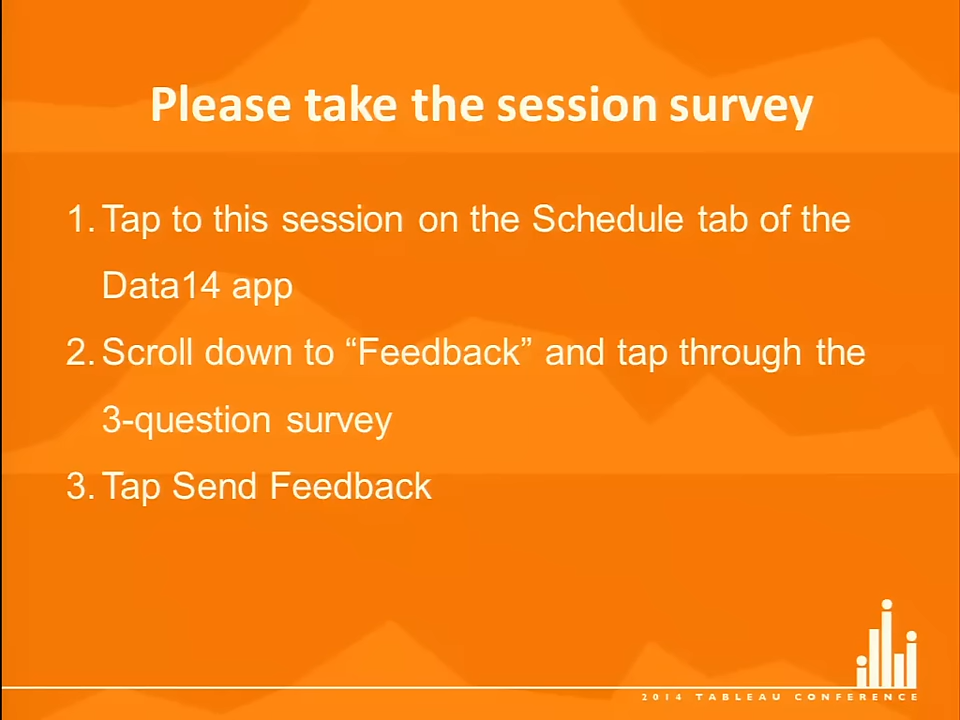 Please take the session survey
1. Tap to this session on the Schedule tab of the
Data14 app
2. Scroll down to “Feedback” and tap through the
3-question survey
3. Tap Send Feedback
2014 TABLEAU CONFERENCE